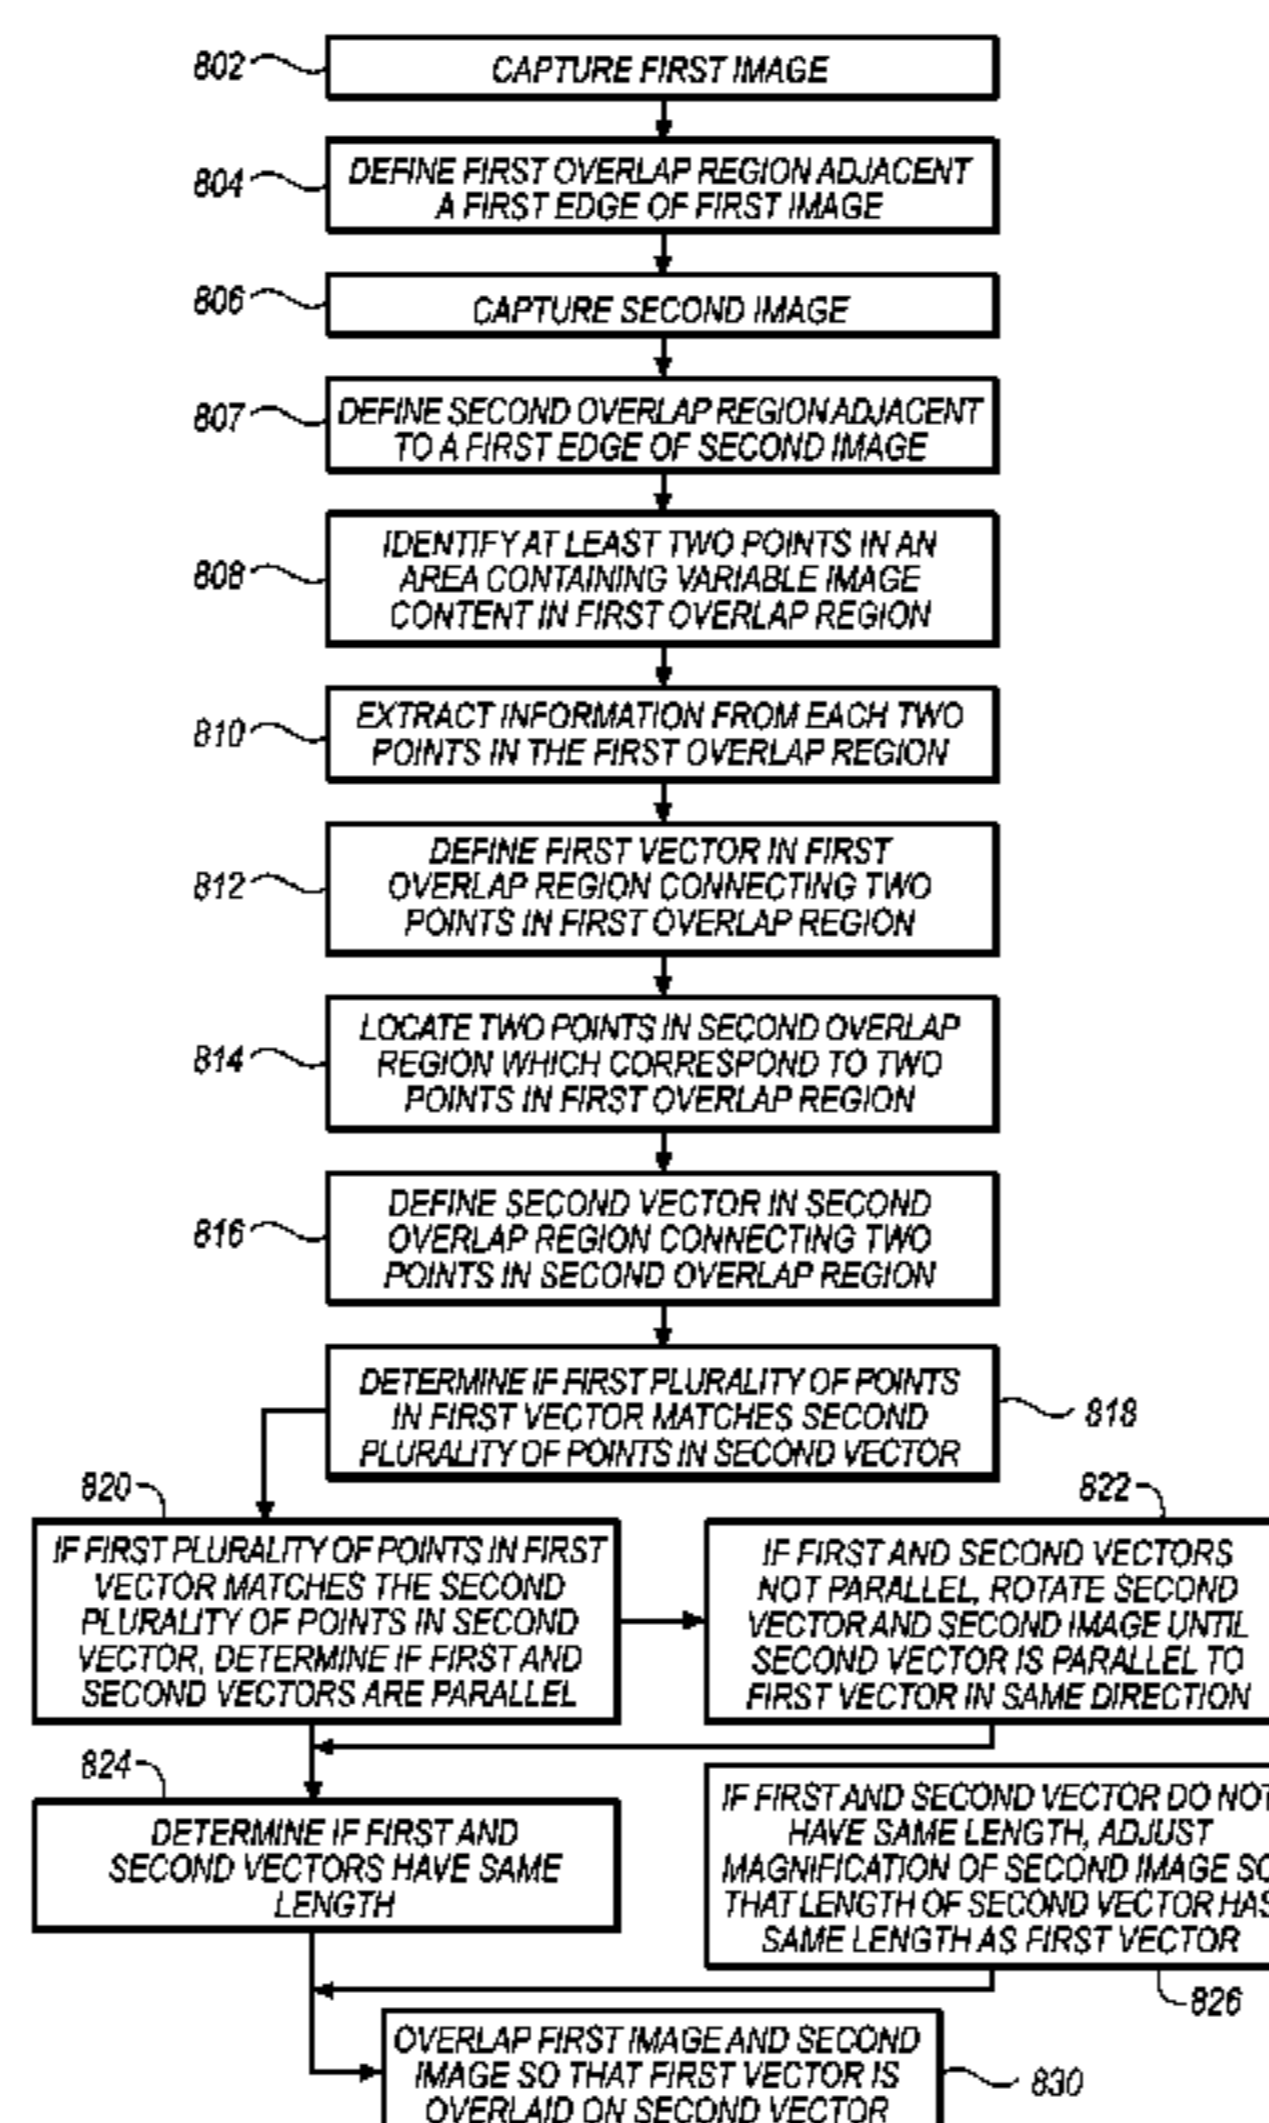 802
CAPTURE FIRST IMAGE
804
DEFINE FIRST OVERLAP REGION ADJACENT
A FIRST EDGE OF FIRST IMAGE
806
CAPTURE SECOND IMAGE
807
DEFINE SECOND OVERLAP REGION ADJACENT
TO A FIRST EDGE OF SECOND IMAGE
808
IDENTIFY AT LEAST TWO POINTS IN AN
AREA CONTAINING VARIABLE IMAGE
CONTENT IN FIRST OVERLAP REGION
810
EXTRACT INFORMATION FROM EACH TWO
POINTS IN THE FIRST OVERLAP REGION
812
DEFINE FIRST VECTOR IN FIRST
OVERLAP REGION CONNECTING TWO
POINTS IN FIRST OVERLAP REGION
814
LOCATE TWO POINTS IN SECOND OVERLAP
REGION WHICH CORRESPOND TO TWO
POINTS IN FIRST OVERLAP REGION
816
DEFINE SECOND VECTOR IN SECOND
OVERLAP REGION CONNECTING TWO
POINTS IN SECOND OVERLAP REGION
DETERMINE IF FIRST PLURALITY OF POINTS
IN FIRST VECTOR MATCHES SECOND
PLURALITY OF POINTS IN SECOND VECTOR
818
820
IF FIRST PLURALITY OF POINTS IN FIRST
VECTOR MATCHES THE SECOND
PLURALITY OF POINTS IN SECOND
VECTOR, DETERMINE IF FIRST AND
SECOND VECTORS ARE PARALLEL
822
IF FIRST AND SECOND VECTORS
NOT PARALLEL, ROTATE SECOND
VECTOR AND SECOND IMAGE UNTIL
SECOND VECTOR IS PARALLEL TO
FIRST VECTOR IN SAME DIRECTION
824
DETERMINE IF FIRST AND
SECOND VECTORS HAVE SAME
LENGTH
IF FIRST AND SECOND VECTOR DO NOT
HAVE SAME LENGTH, ADJUST
MAGNIFICATION OF SECOND IMAGE SO
THAT LENGTH OF SECOND VECTOR HAS
SAME LENGTH AS FIRST VECTOR
826
OVERLAP FIRST IMAGE AND SECOND
IMAGE SO THAT FIRST VECTOR IS
OVERLAID ON SECOND VECTOR
830